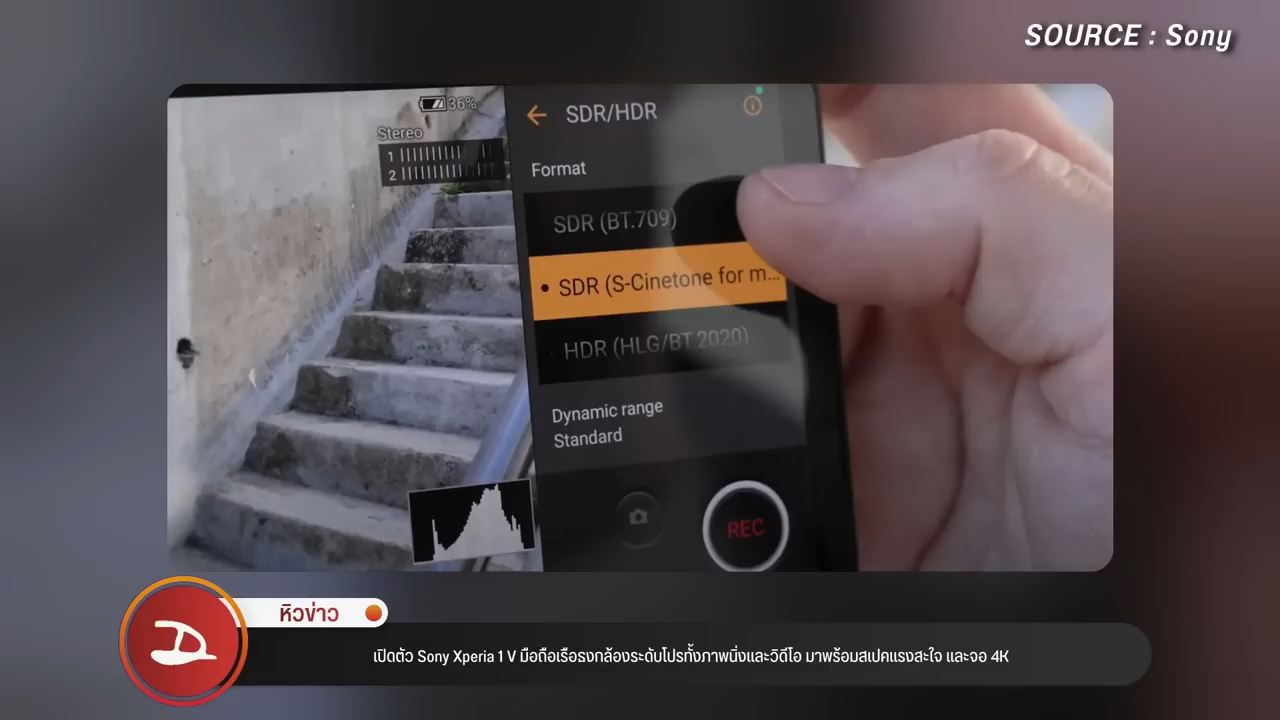 SOURCE : Sony
36%
Stereo
1
2
SDR/HDR
Format
SDR (BT.709)
SDR (S-Cinetone for m...
HDR (HLG/BT.2020)
Dynamic range
Standard
REC
หิวข่าว
เปิดตัว Sony Xperia 1 V มือถือเรือธงกล้องระดับโปรทั้งภาพนิ่งและวิดีโอ มาพร้อมสเปคแรงสะใจ และจอ 4K